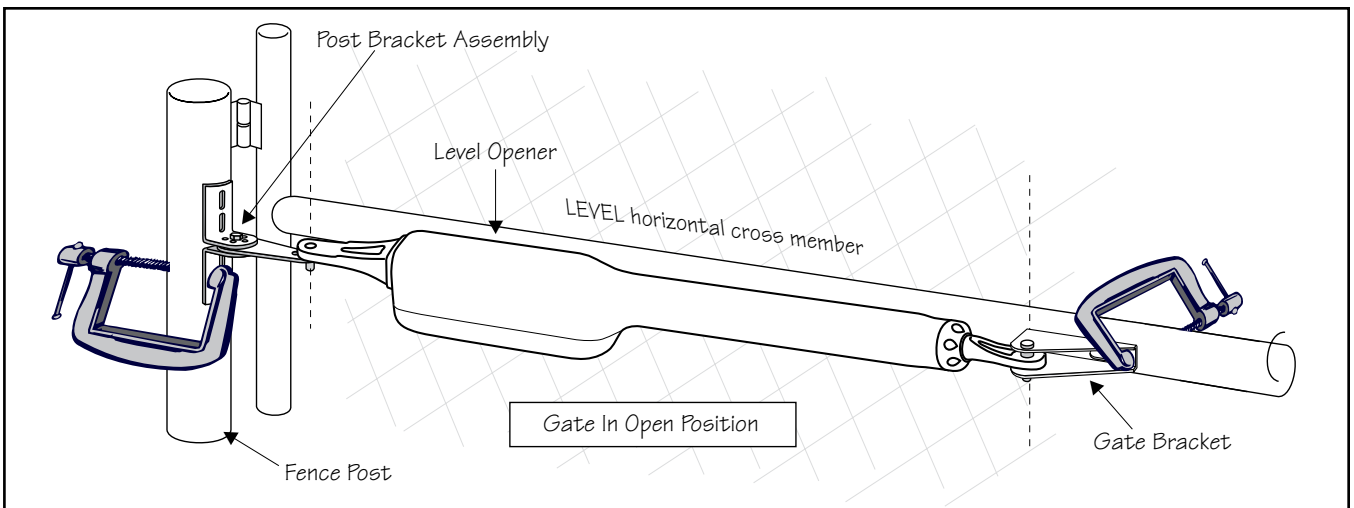 Post Bracket Assembly
Level Opener
LEVEL horizontal cross member
Gate In Open Position
Gate Bracket
Fence Post